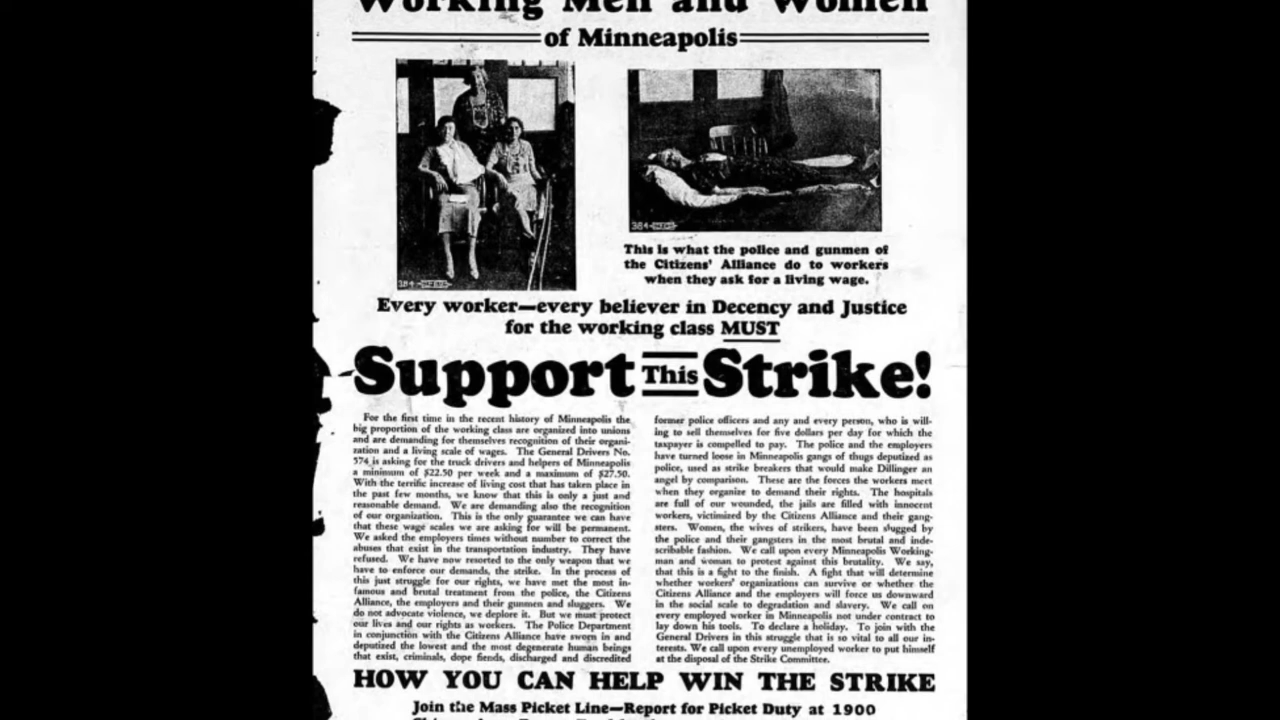 Working Men and Women
of Minneapolis
This is what the police and gunmen of
the Citizens' Alliance do to workers
when they ask for a living wage.
Every worker—every believer in Decency and Justice
for the working class MUST
Support This Strike!
For the first time in the recent history of Minneapolis the
big proportion of the working class are organized into unions
and are demanding for themselves recognition of their organi-
zation and a living scale of wages. The General Drivers No.
574 is asking for the truck drivers and helpers of Minneapolis
a minimum of $22.50 per week and a maximum of $27.50.
With the terrific increase of living cost that has taken place in
the past few months, we know that this is only a just and
reasonable demand. We are demanding also the recognition
of our organization. This is the only guarantee we can have
that these wage scales we are asking for will be permanent.
We asked the employers times without number to correct the
abuses that exist in the transportation industry. They have
refused. We have now resorted to the only weapon that we
have to enforce our demands, the strike. In the process of
this just struggle for our rights, we have met the most in-
famous and brutal treatment from the police, the Citizens
Alliance, the employers and their gunmen and sluggers. We
do not advocate violence, we deplore it. But we must protect
our lives and our rights as workers. The Police Department
in conjunction with the Citizens Alliance have sworn in and
deputized the lowest and the most degenerate human beings
that exist, criminals, dope fiends, discharged and discredited
former police officers and any and every person, who is will-
ing to sell themselves for five dollars per day for which the
taxpayer is compelled to pay. The police and the employers
have turned loose in Minneapolis gangs of thugs deputized as
police, used as strike breakers that would make Dillinger an
angel by comparison. These are the forces the workers meet
when they organize to demand their rights. The hospitals
are full of our wounded, the jails are filled with innocent
workers, victimized by the Citizens Alliance and their gang-
sters. Women, the wives of strikers, have been slugged by
the police and their gangsters in the most brutal and inde-
scribable fashion. We call upon every Minneapolis Working-
man and woman to protest against this brutality. We say,
that this is a fight to the finish. A fight that will determine
whether workers' organizations can survive or whether the
Citizens Alliance and the employers will force us downward
in the social scale to degradation and slavery. We call on
every employed worker in Minneapolis not under contract to
lay down his tools. To declare a holiday. To join with the
General Drivers in this struggle that is so vital to all our in-
terests. We call upon every unemployed worker to put himself
at the disposal of the Strike Committee.
HOW YOU CAN HELP WIN THE STRIKE
Join the Mass Picket Line—Report for Picket Duty at 1900